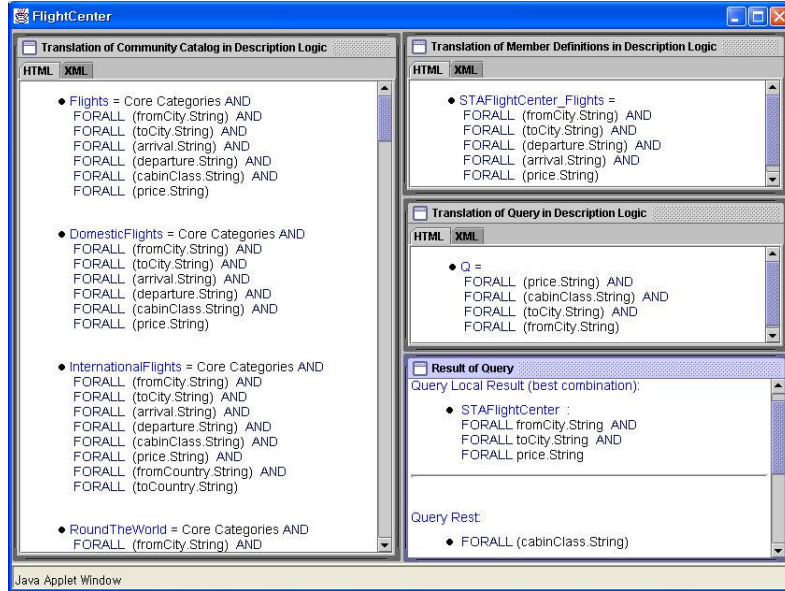 FlightCenter
Translation of Community Catalog in Description Logic
HTML XML
Flights = Core Categories AND
FORALL (fromCity.String) AND
FORALL (toCity.String) AND
FORALL (arrival.String) AND
FORALL (departure.String) AND
FORALL (cabinClass.String) AND
FORALL (price.String)
DomesticFlights = Core Categories AND
FORALL (fromCity.String) AND
FORALL (toCity.String) AND
FORALL (arrival.String) AND
FORALL (departure.String) AND
FORALL (cabinClass.String) AND
FORALL (price.String)
InternationalFlights = Core Categories AND
FORALL (fromCity.String) AND
FORALL (toCity.String) AND
FORALL (arrival.String) AND
FORALL (departure.String) AND
FORALL (cabinClass.String) AND
FORALL (price.String) AND
FORALL (fromCountry.String) AND
FORALL (toCountry.String)
RoundTheWorld = Core Categories AND
FORALL (fromCity.String) AND
Translation of Member Definitions in Description Logic
HTML XML
STAFlightCenter_Flights =
FORALL (fromCity.String) AND
FORALL (toCity.String) AND
FORALL (departure.String) AND
FORALL (arrival.String) AND
FORALL (price.String)
Translation of Query in Description Logic
HTML XML
Q =
FORALL (price.String) AND
FORALL (cabinClass.String) AND
FORALL (toCity.String) AND
FORALL (fromCity.String)
Result of Query
Query Local Result (best combination):
STAFlightCenter :
FORALL fromCity.String AND
FORALL toCity.String AND
FORALL price.String
Query Rest:
FORALL (cabinClass.String)
Java Applet Window